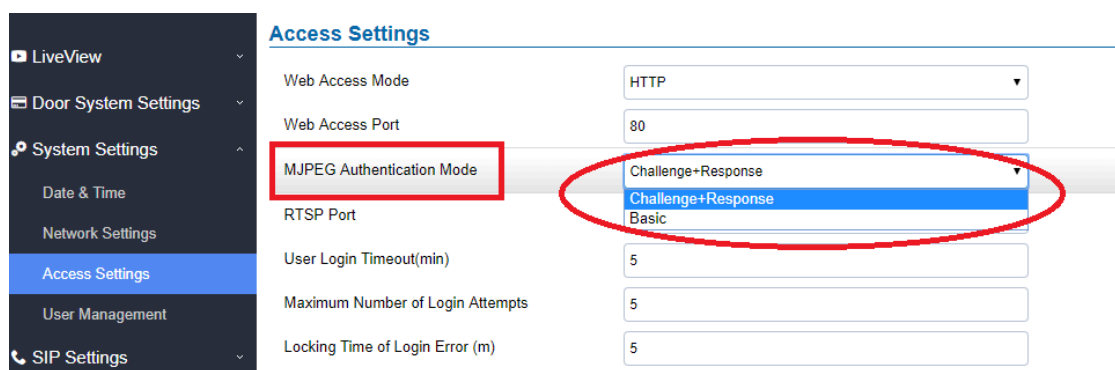 LiveView
Door System Settings
System Settings
Date & Time
Network Settings
Access Settings
User Management
SIP Settings
Access Settings
Web Access Mode HTTP
Web Access Port 80
MJPEG Authentication Mode Challenge+Response
Challenge+Response
Basic
RTSP Port
User Login Timeout(min) 5
Maximum Number of Login Attempts 5
Locking Time of Login Error (m) 5